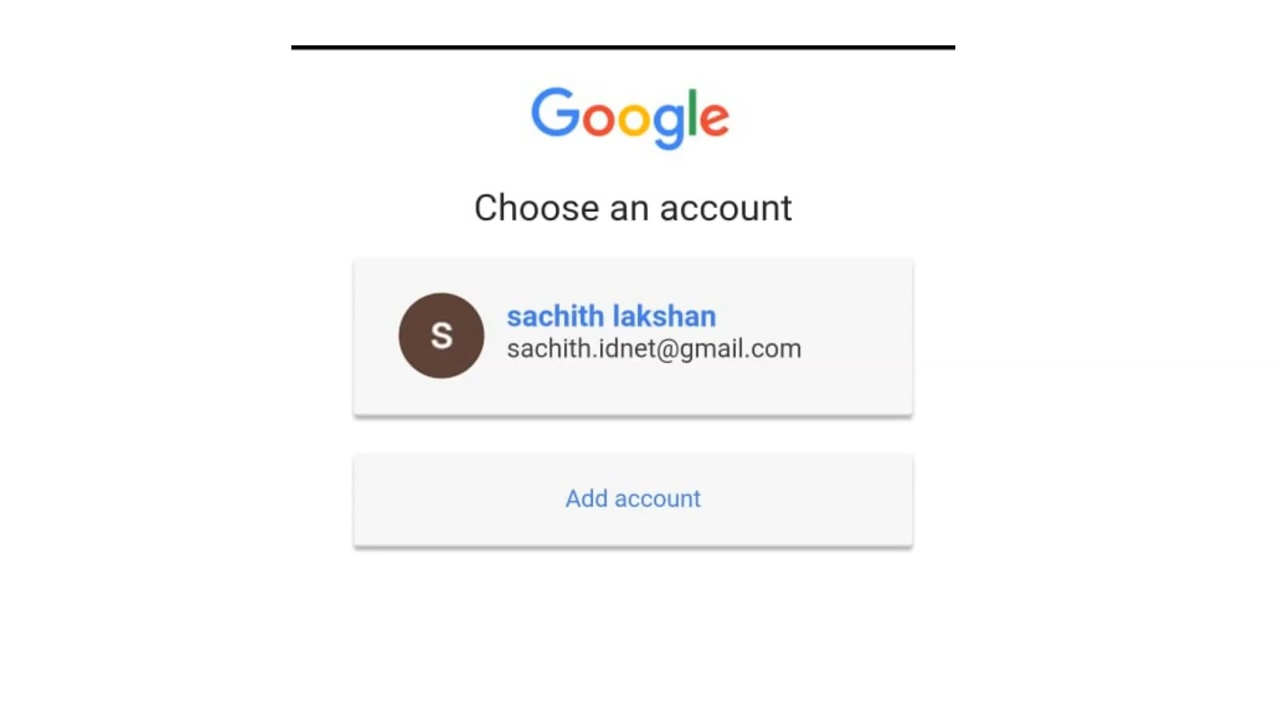 Google
Choose an account
S
sachith lakshan
sachith.idnet@gmail.com
Add account